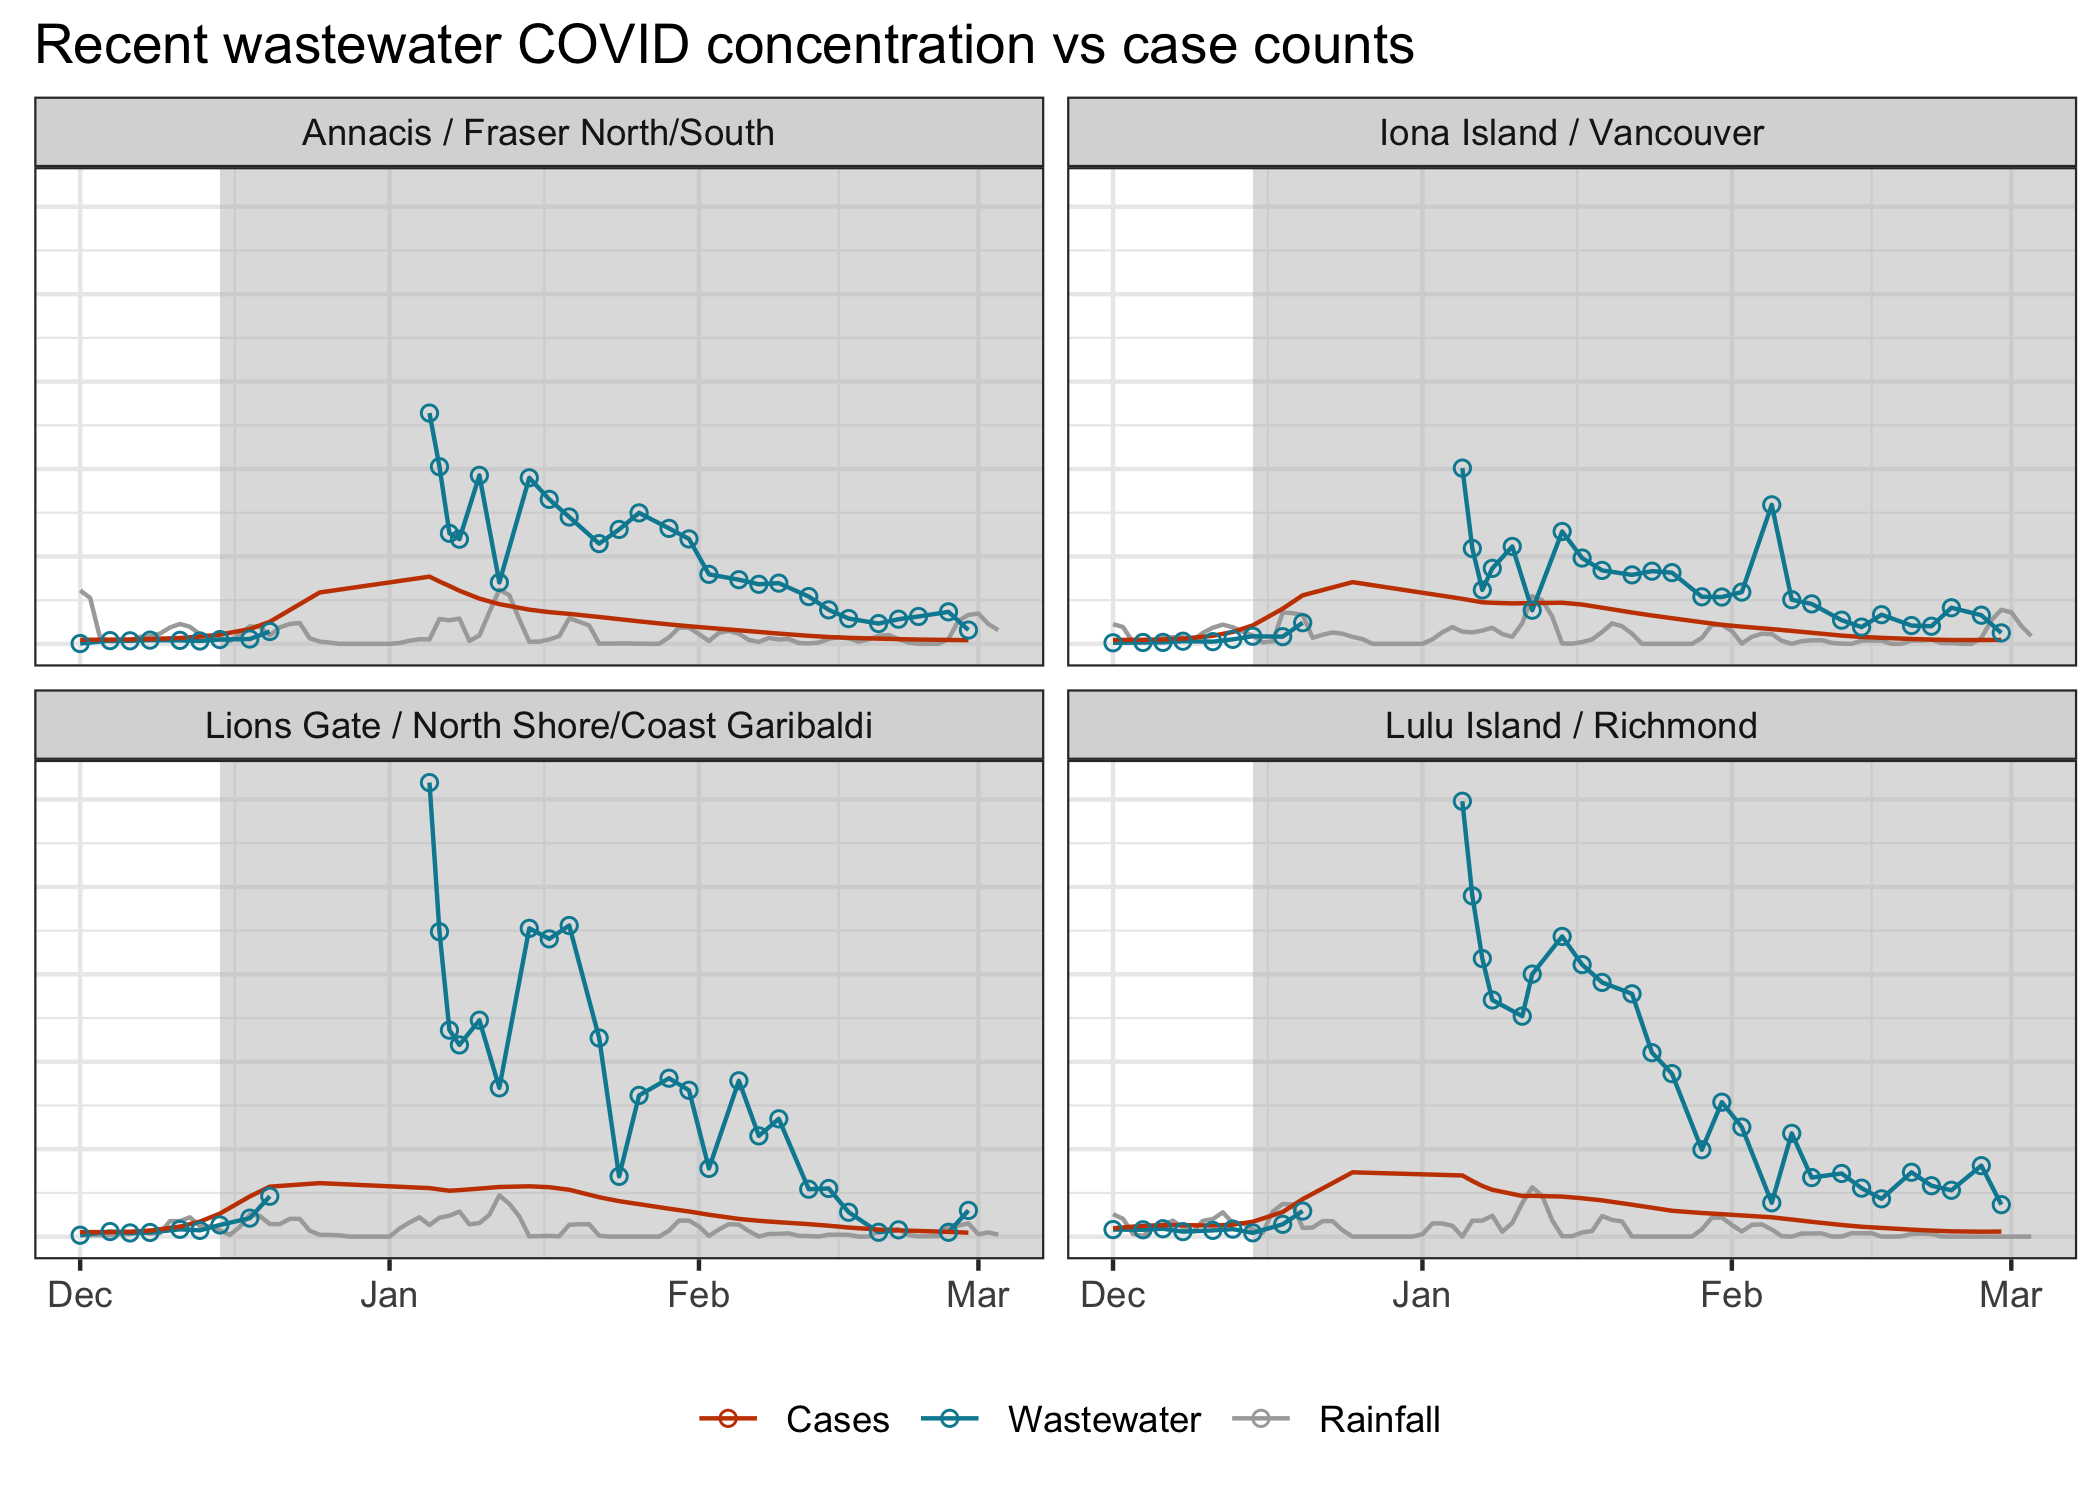 Recent wastewater COVID concentration vs case counts
Annacis / Fraser North/South
Iona Island / Vancouver
Lions Gate / North Shore/Coast Garibaldi
Lulu Island / Richmond
Dec Jan Feb Mar Dec Jan Feb Mar
Cases Wastewater Rainfall